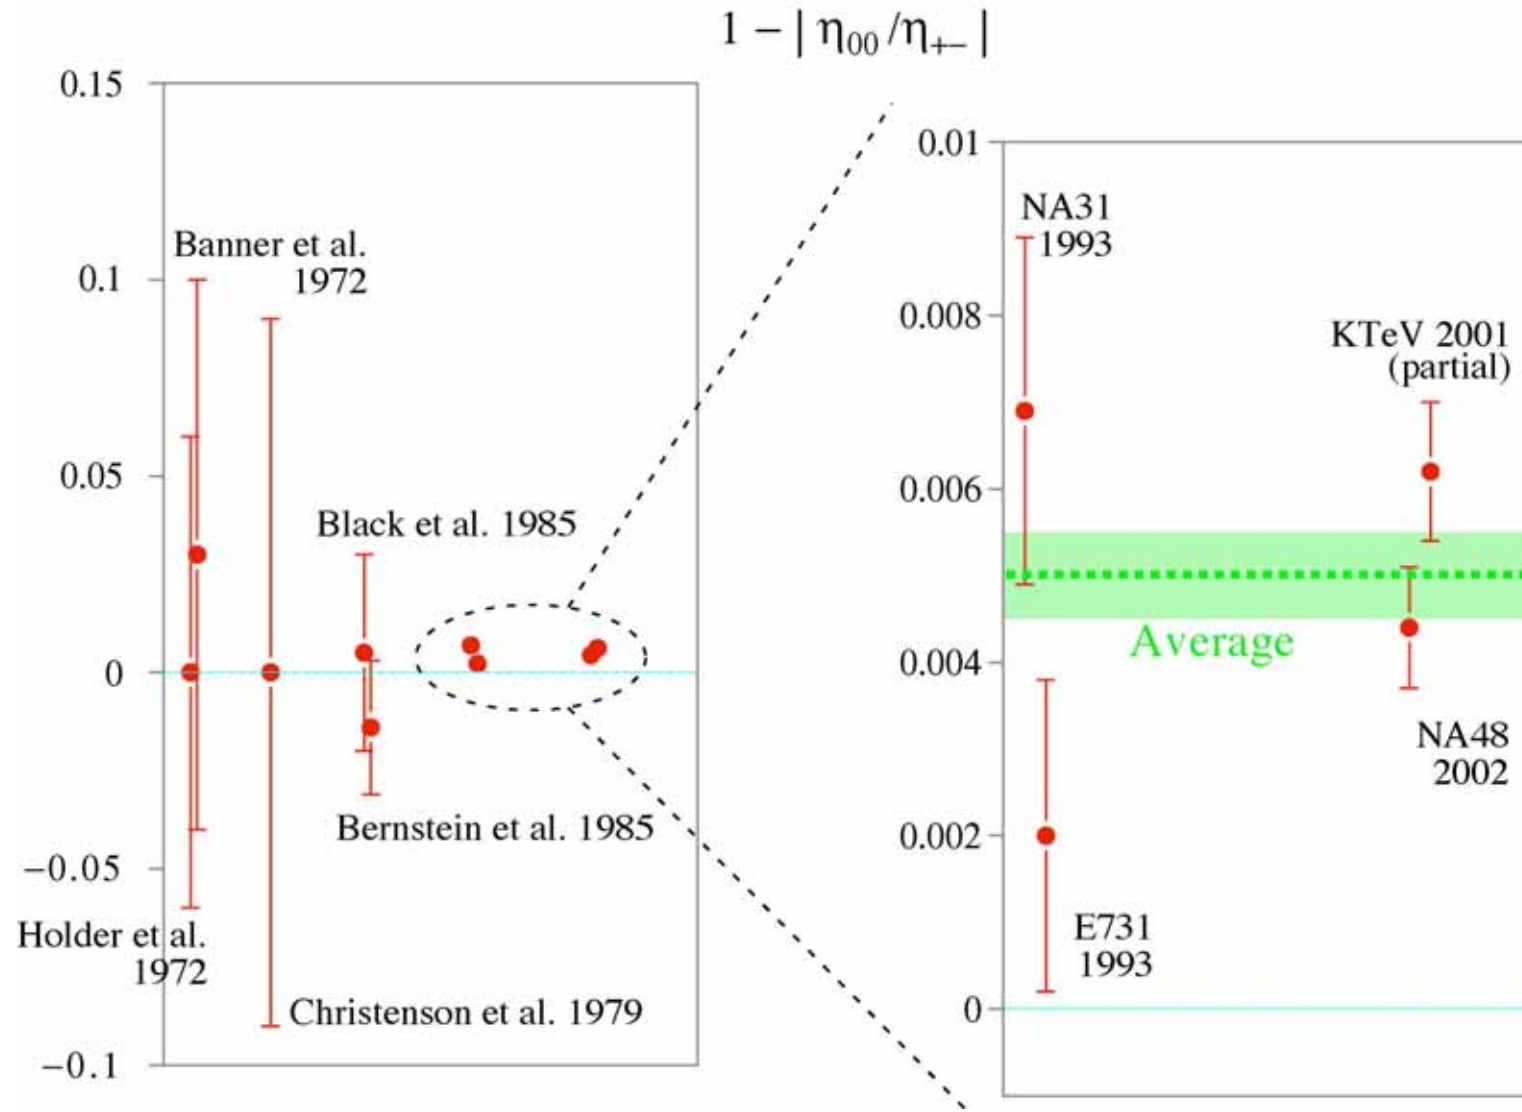 1 − | η00 /η+− |
0.15
0.1
0.05
0
−0.05
−0.1
Banner et al.
1972
Black et al. 1985
Bernstein et al. 1985
Holder et al.
1972
Christenson et al. 1979
0.01
0.008
0.006
0.004
0.002
0
NA31
1993
KTeV 2001
(partial)
Average
NA48
2002
E731
1993